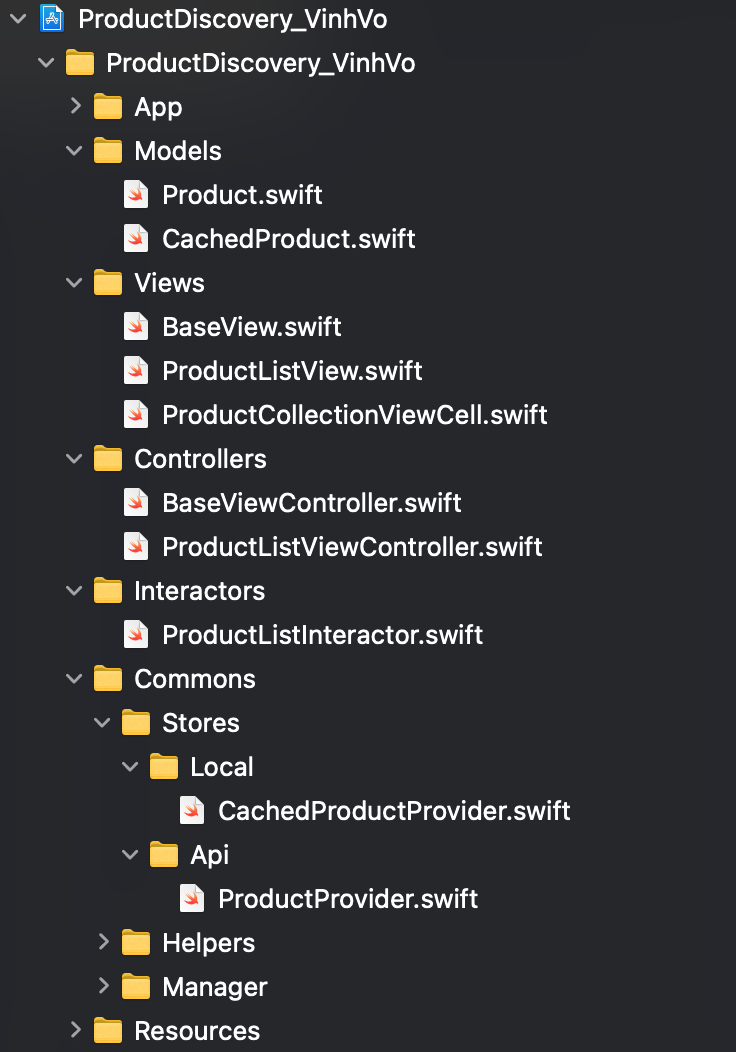 ProductDiscovery_VinhVo
ProductDiscovery_VinhVo
App
Models
Product.swift
CachedProduct.swift
Views
BaseView.swift
ProductListView.swift
ProductCollectionViewCell.swift
Controllers
BaseViewController.swift
ProductListViewController.swift
Interactors
ProductListInteractor.swift
Commons
Stores
Local
CachedProductProvider.swift
Api
ProductProvider.swift
Helpers
Manager
Resources